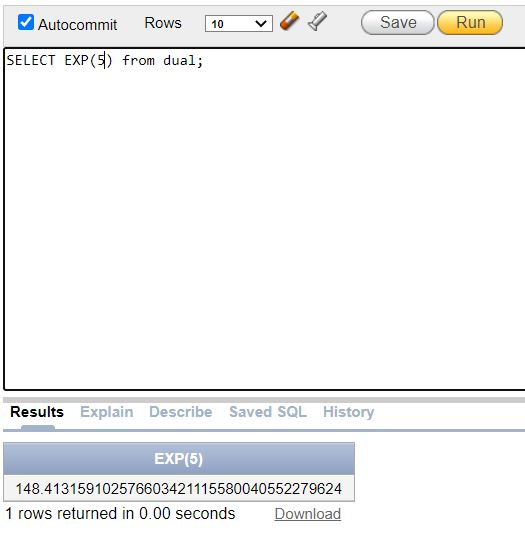 Autocommit Rows 10 Save Run
SELECT EXP(5) from dual;
Results Explain Describe Saved SQL History
EXP(5)
148.413159102576603421115580040552279624
1 rows returned in 0.00 seconds Download